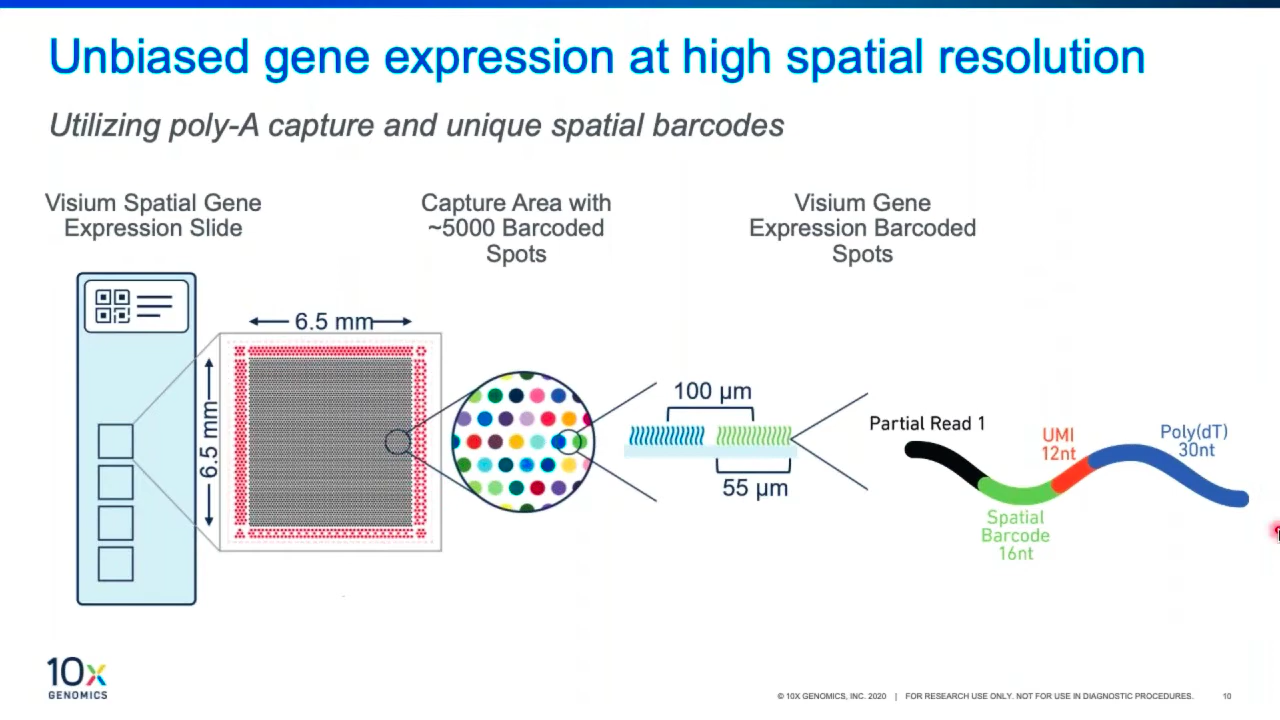 Unbiased gene expression at high spatial resolution
Utilizing poly-A capture and unique spatial barcodes
Visium Spatial Gene
Expression Slide
Capture Area with
~5000 Barcoded
Spots
Visium Gene
Expression Barcoded
Spots
6.5 mm
6.5 mm
100 µm
55 µm
Partial Read 1
Spatial
Barcode
16nt
UMI
12nt
Poly(dT)
30nt
10x
GENOMICS
© 10X GENOMICS, INC. 2020 | FOR RESEARCH USE ONLY. NOT FOR USE IN DIAGNOSTIC PROCEDURES. 10